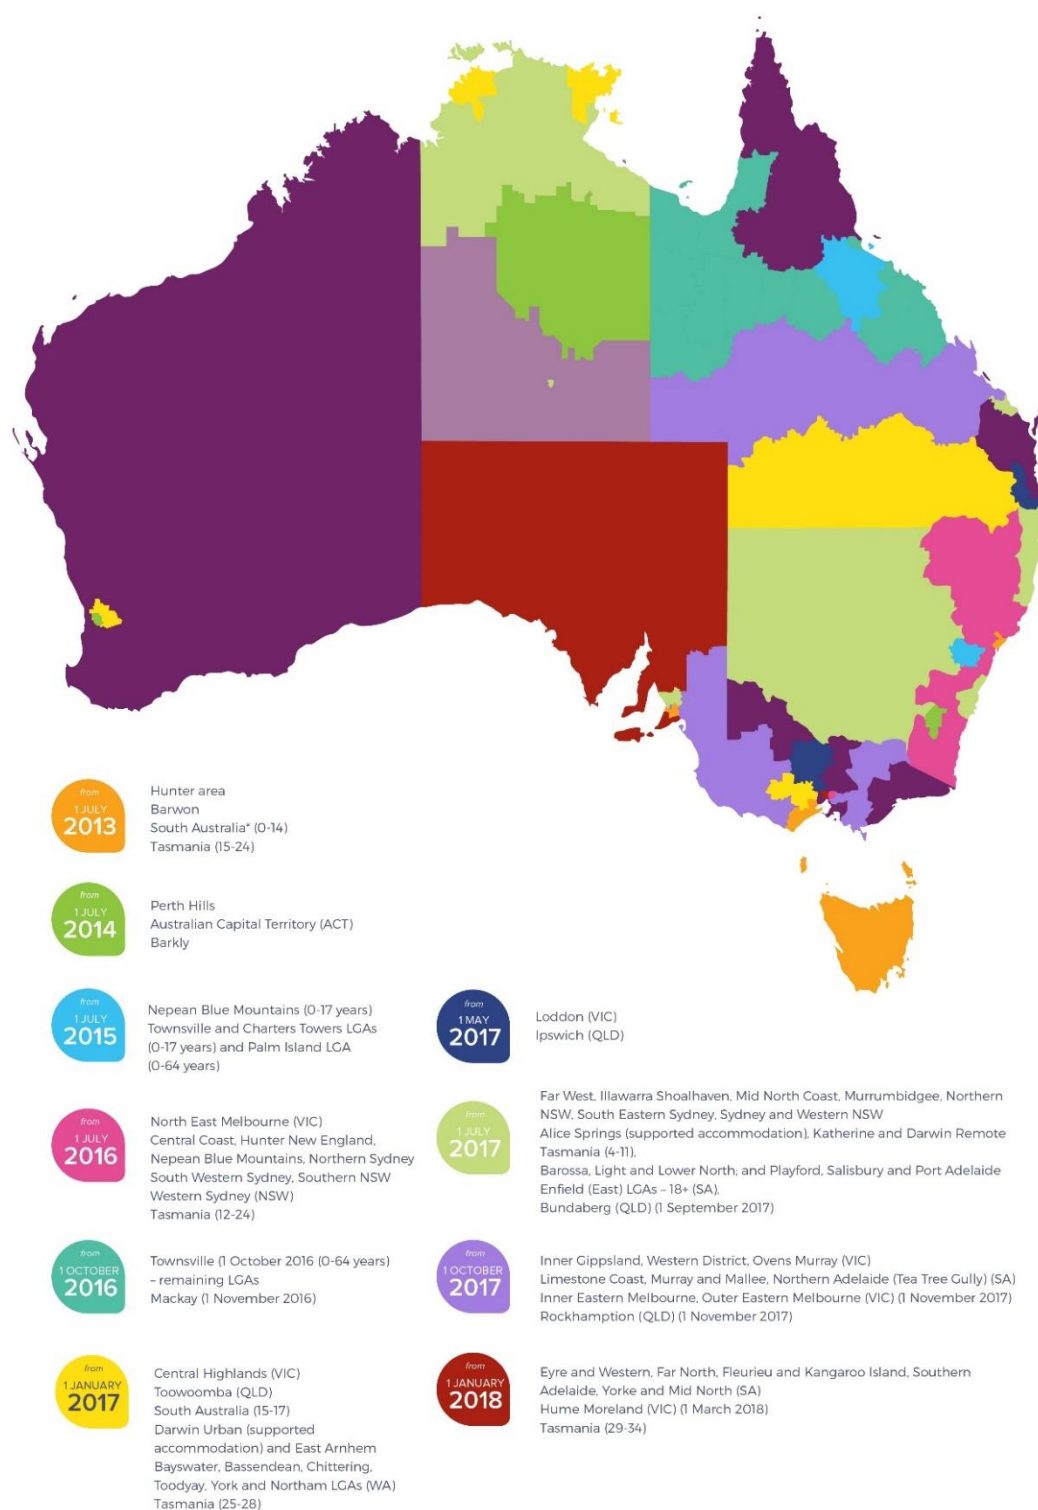 from
1 JULY
2013
Hunter area
Barwon
South Australia* (0-14)
Tasmania (15-24)
from
1 JULY
2014
Perth Hills
Australian Capital Territory (ACT)
Barkly
from
1 JULY
2015
Nepean Blue Mountains (0-17 years)
Townsville and Charters Towers LGAs
(0-17 years) and Palm Island LGA
(0-64 years)
from
1 JULY
2016
North East Melbourne (VIC)
Central Coast, Hunter New England,
Nepean Blue Mountains, Northern Sydney
South Western Sydney, Southern NSW
Western Sydney (NSW)
Tasmania (12-24)
from
1 OCTOBER
2016
Townsville (1 October 2016 (0-64 years)
– remaining LGAs
Mackay (1 November 2016)
from
1 JANUARY
2017
Central Highlands (VIC)
Toowoomba (QLD)
South Australia (15-17)
Darwin Urban (supported
accommodation) and East Arnhem
Bayswater, Bassendean, Chittering,
Toodyay, York and Northam LGAs (WA)
Tasmania (25-28)
from
1 MAY
2017
Loddon (VIC)
Ipswich (QLD)
from
1 JULY
2017
Far West, Illawarra Shoalhaven, Mid North Coast, Murrumbidgee, Northern
NSW, South Eastern Sydney, Sydney and Western NSW
Alice Springs (supported accommodation), Katherine and Darwin Remote
Tasmania (4-11),
Barossa, Light and Lower North; and Playford, Salisbury and Port Adelaide
Enfield (East) LGAs – 18+ (SA),
Bundaberg (QLD) (1 September 2017)
from
1 OCTOBER
2017
Inner Gippsland, Western District, Ovens Murray (VIC)
Limestone Coast, Murray and Mallee, Northern Adelaide (Tea Tree Gully) (SA)
Inner Eastern Melbourne, Outer Eastern Melbourne (VIC) (1 November 2017)
Rockhamption (QLD) (1 November 2017)
from
1 JANUARY
2018
Eyre and Western, Far North, Fleurieu and Kangaroo Island, Southern
Adelaide, Yorke and Mid North (SA)
Hume Moreland (VIC) (1 March 2018)
Tasmania (29-34)